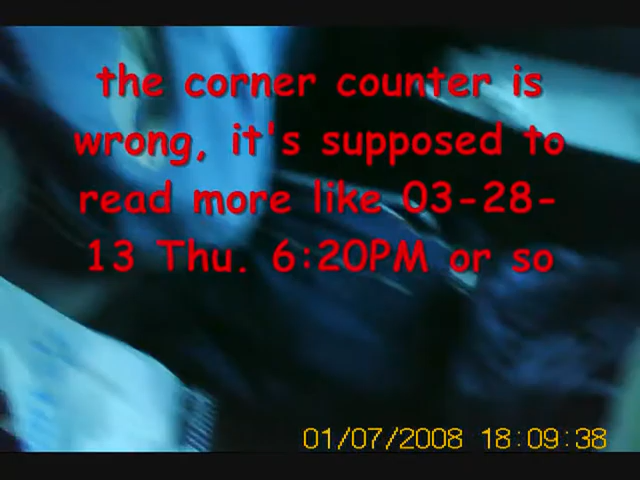 the corner counter is
wrong, it's supposed to
read more like 03-28-
13 Thu. 6:20PM or so
01/07/2008 18:09:38